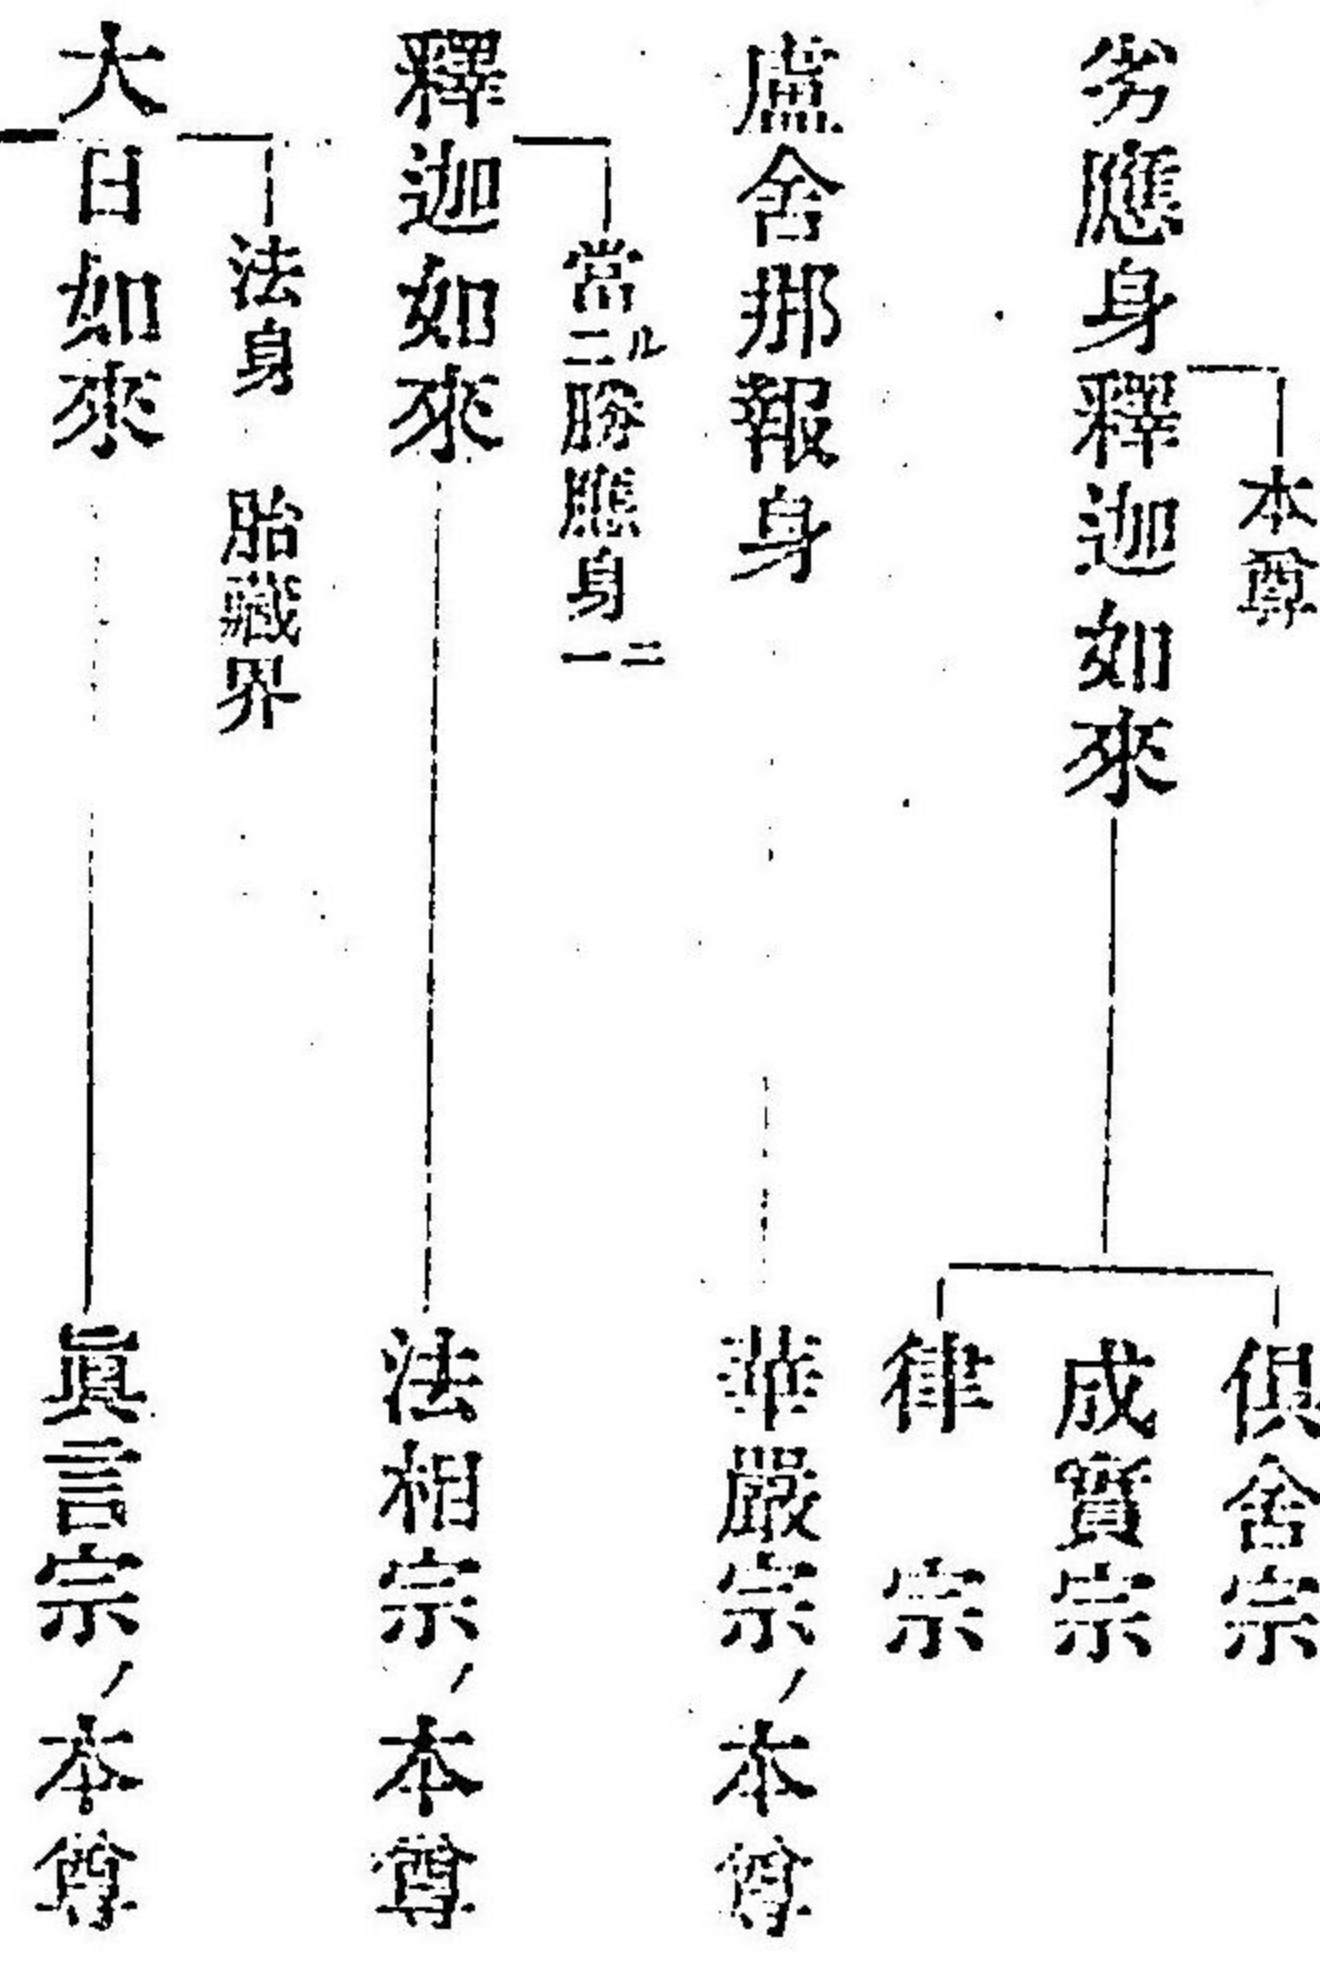 本尊
劣應身釋迦如來
俱舍宗
成實宗
律宗
盧舍那報身
華嚴宗ノ本尊
當ル二勝應身ニ一
釋迦如來
法相宗ノ本尊
法身 胎藏界
大日如來
眞言宗ノ本尊